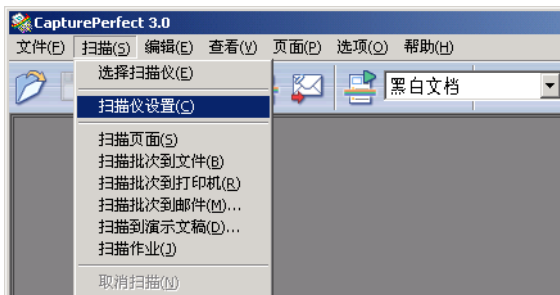 CapturePerfect 3.0
文件(F) 扫描(S) 编辑(E) 查看(V) 页面(P) 选项(O) 帮助(H)
选择扫描仪(E)
黑白文档
扫描仪设置(C)
扫描页面(S)
扫描批次到文件(B)
扫描批次到打印机(R)
扫描批次到邮件(M)...
扫描到演示文稿(D)...
扫描作业(J)
取消扫描(N)